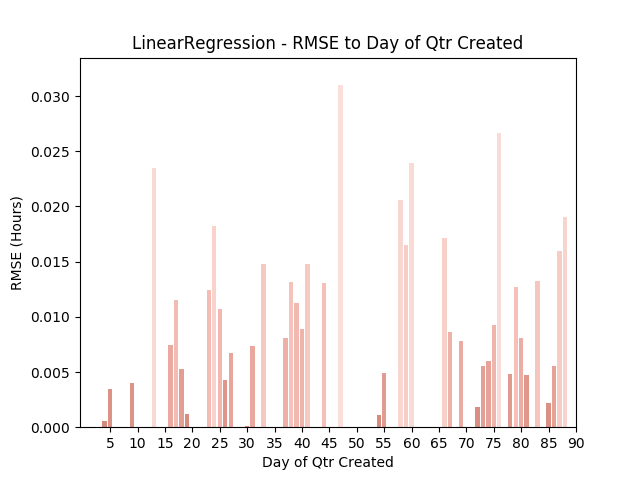 LinearRegression - RMSE to Day of Qtr Created
RMSE (Hours)
0.030
0.025
0.020
0.015
0.010
0.005
0.000
5 10 15 20 25 30 35 40 45 50 55 60 65 70 75 80 85 90
Day of Qtr Created